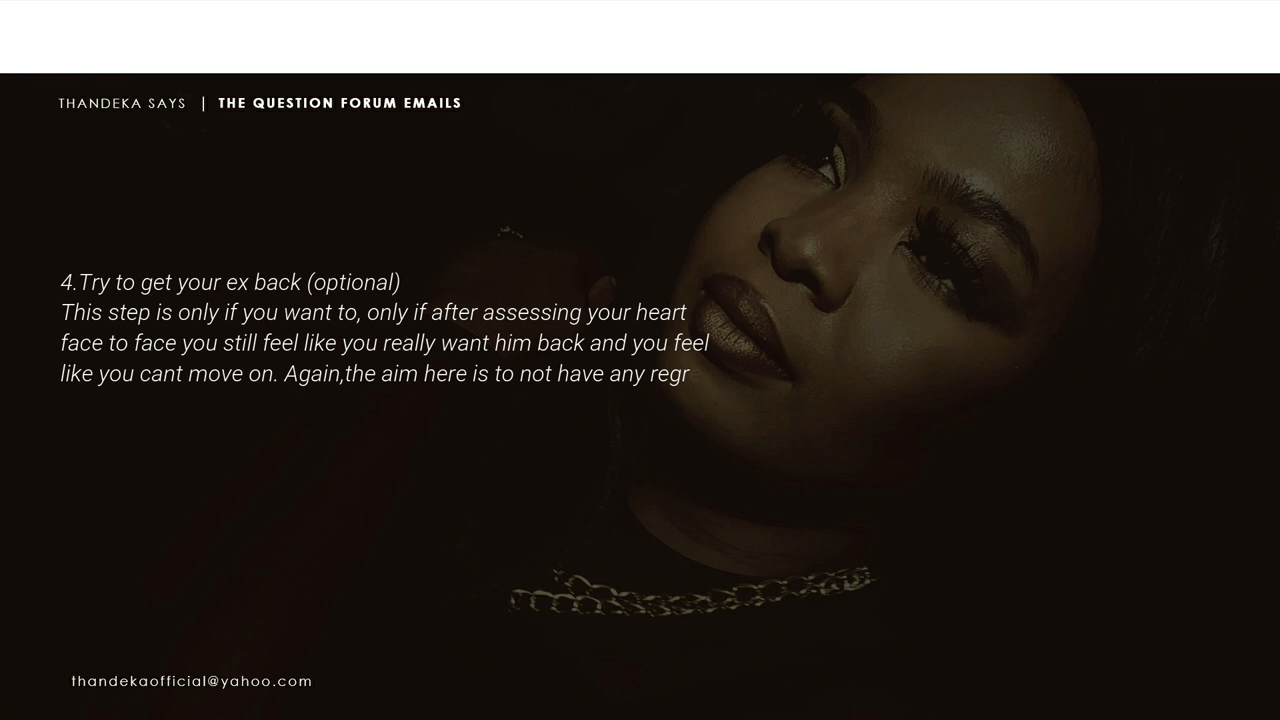 THANDEKA SAYS | THE QUESTION FORUM EMAILS
4.Try to get your ex back (optional)
This step is only if you want to, only if after assessing your heart
face to face you still feel like you really want him back and you feel
like you cant move on. Again,the aim here is to not have any regr
thandekaofficial@yahoo.com